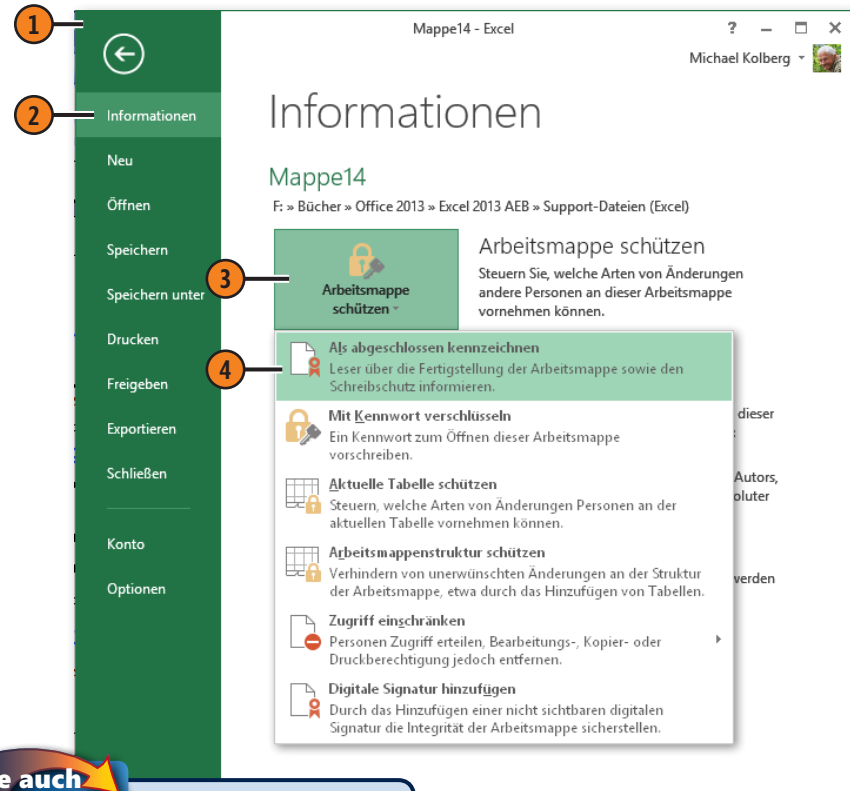 1
Mappe14 - Excel
?
Michael Kolberg
2
Informationen
Neu
Öffnen
Speichern
Speichern unter
Drucken
Freigeben
Exportieren
Schließen
Konto
Optionen
Informationen
Mappe14
F: » Bücher » Office 2013 » Excel 2013 AEB » Support-Dateien (Excel)
3
Arbeitsmappe
schützen
Arbeitsmappe schützen
Steuern Sie, welche Arten von Änderungen
andere Personen an dieser Arbeitsmappe
vornehmen können.
4
Als abgeschlossen kennzeichnen
Leser über die Fertigstellung der Arbeitsmappe sowie den
Schreibschutz informieren.
Mit Kennwort verschlüsseln
Ein Kennwort zum Öffnen dieser Arbeitsmappe
vorschreiben.
Aktuelle Tabelle schützen
Steuern, welche Arten von Änderungen Personen an der
aktuellen Tabelle vornehmen können.
Arbeitsmappenstruktur schützen
Verhindern von unerwünschten Änderungen an der Struktur
der Arbeitsmappe, etwa durch das Hinzufügen von Tabellen.
Zugriff einschränken
Personen Zugriff erteilen, Bearbeitungs-, Kopier- oder
Druckberechtigung jedoch entfernen.
Digitale Signatur hinzufügen
Durch das Hinzufügen einer nicht sichtbaren digitalen
Signatur die Integrität der Arbeitsmappe sicherstellen.
dieser
Autors,
oluter
werden
e auch